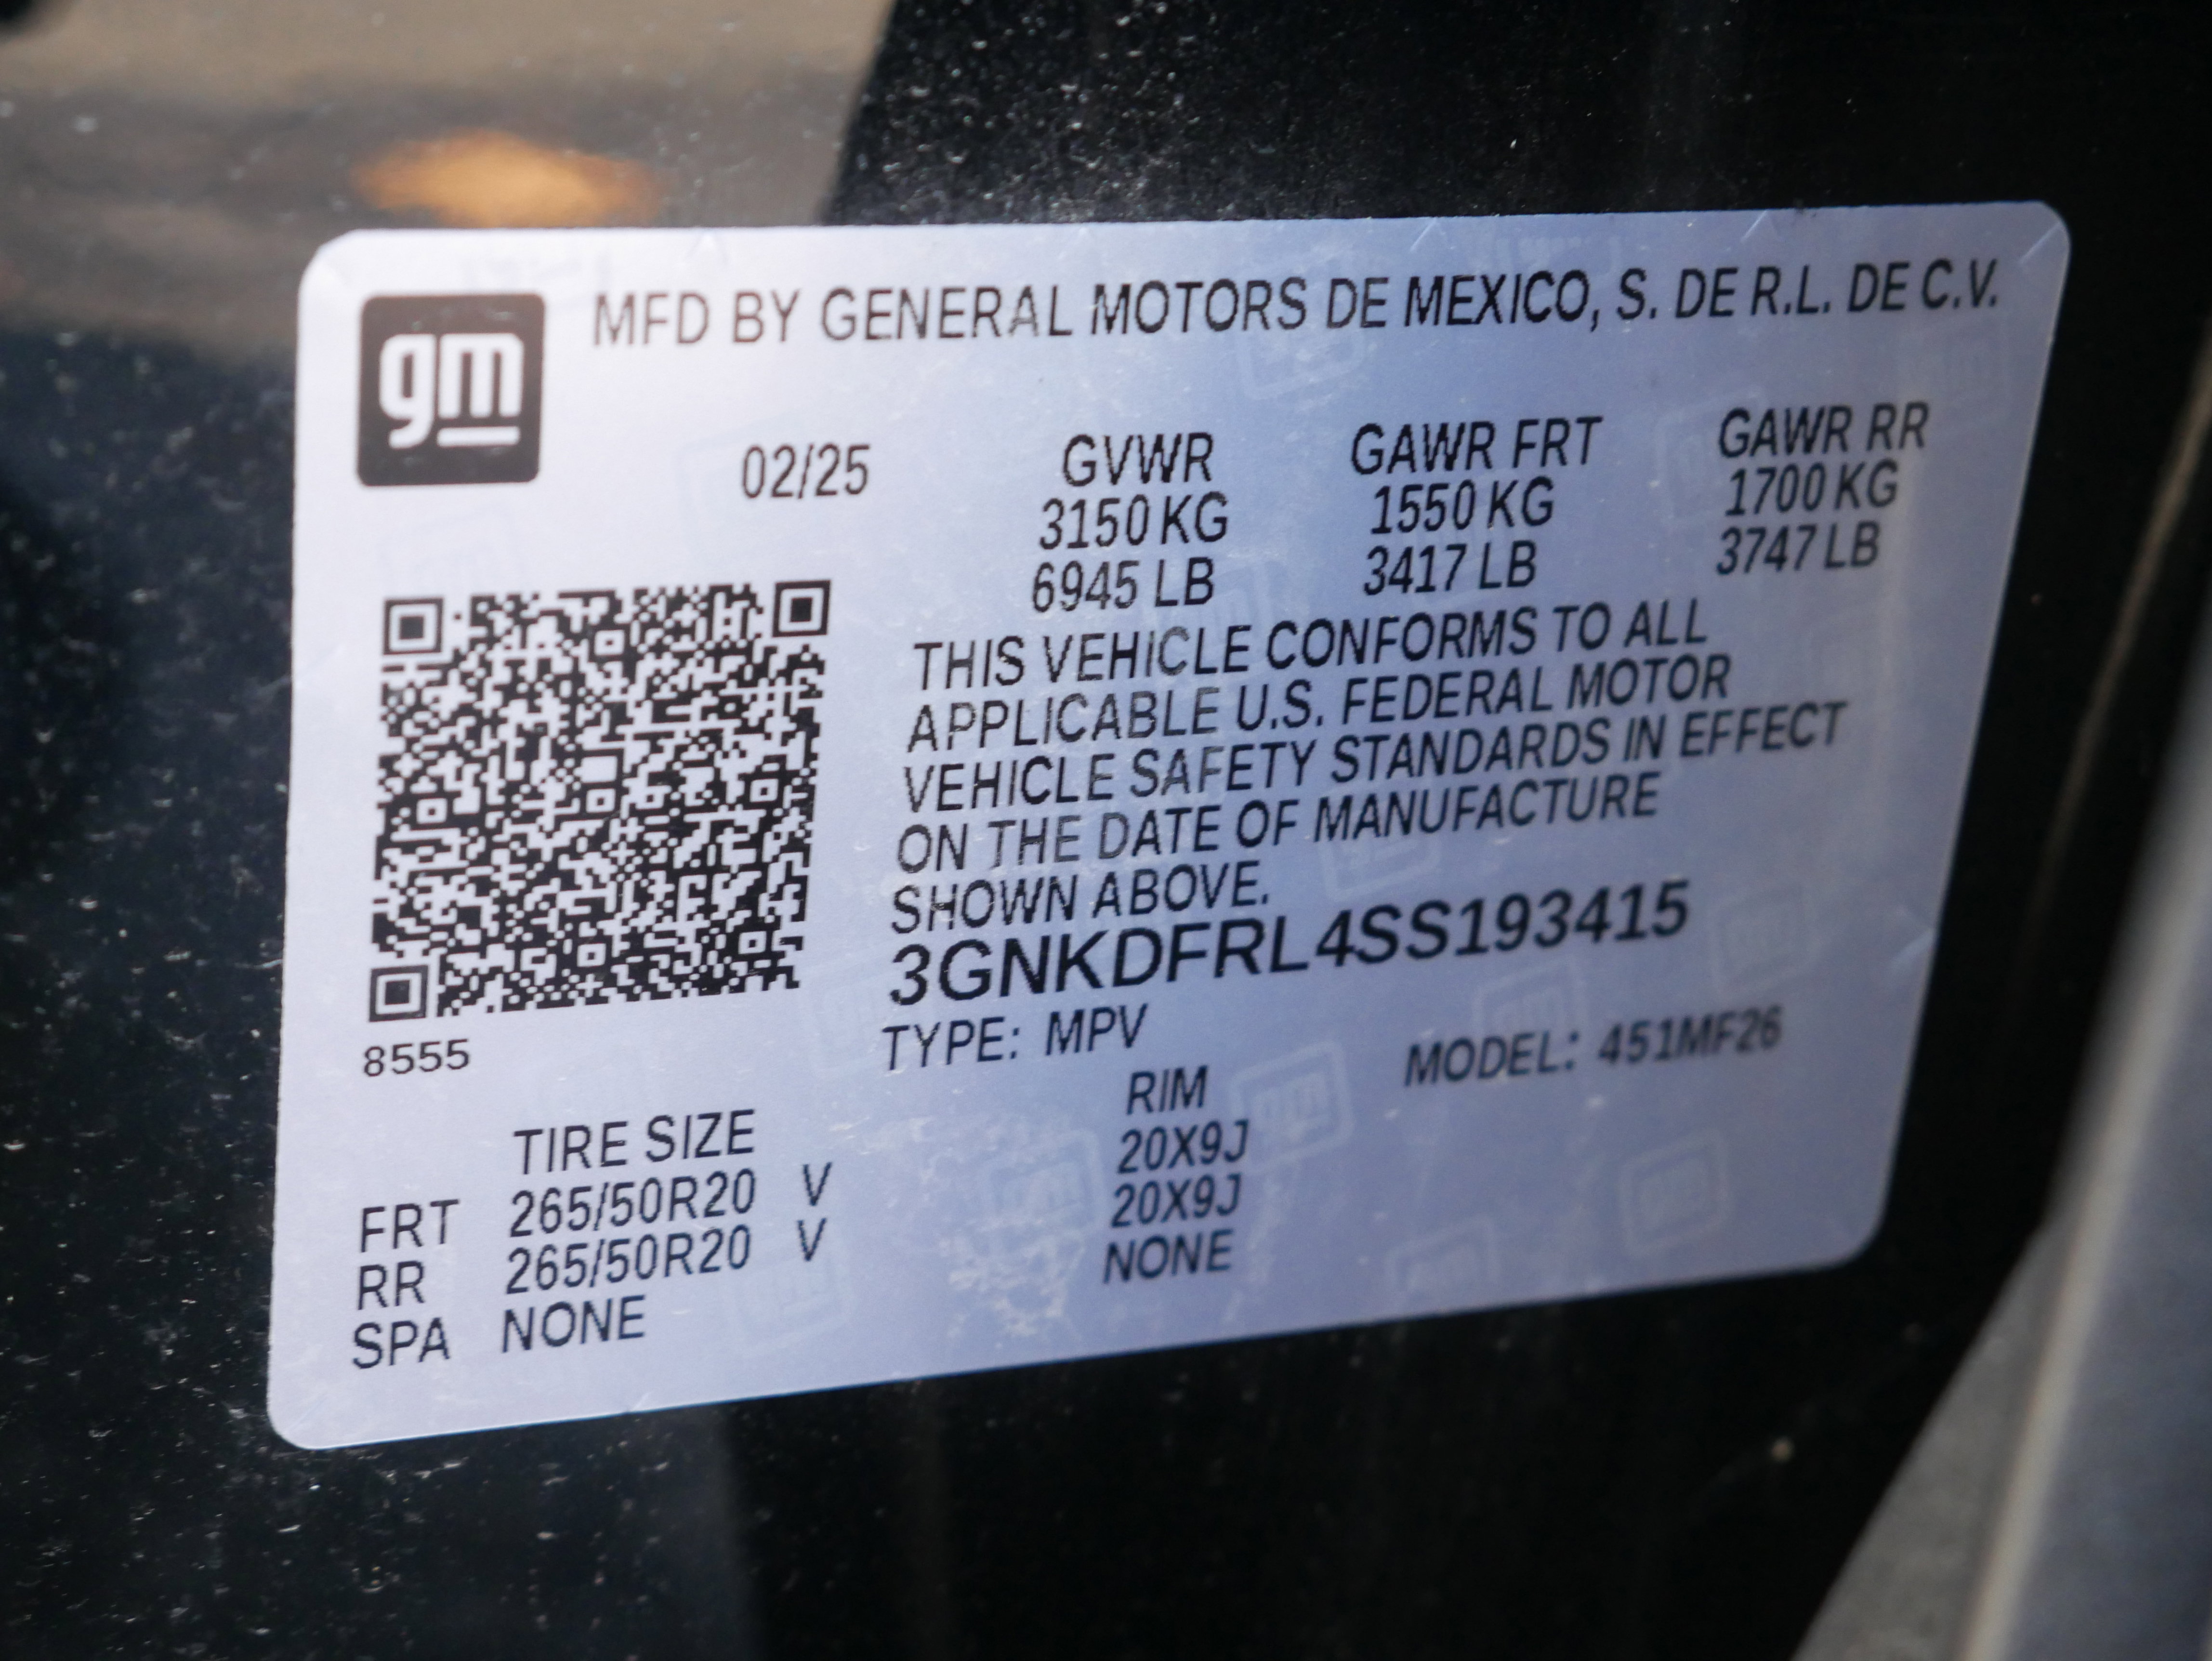 gm
MFD BY GENERAL MOTORS DE MEXICO, S. DE R.L. DE C.V.
02/25
GVWR GAWR FRT GAWR RR
3150 KG 1550 KG 1700 KG
6945 LB 3417 LB 3747 LB
THIS VEHICLE CONFORMS TO ALL
APPLICABLE U.S. FEDERAL MOTOR
VEHICLE SAFETY STANDARDS IN EFFECT
ON THE DATE OF MANUFACTURE
SHOWN ABOVE.
3GNKDFRL4SS193415
8555
TYPE: MPV MODEL: 451MF26
TIRE SIZE RIM
FRT 265/50R20 V 20X9J
RR 265/50R20 V 20X9J
SPA NONE NONE